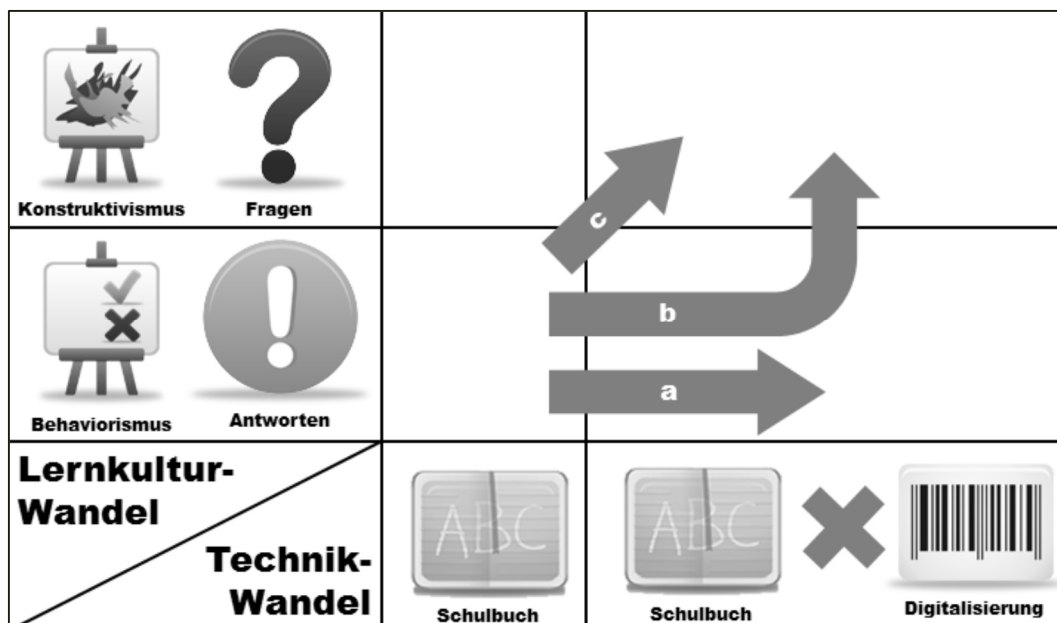 Konstruktivismus
Fragen
c
Behaviorismus
Antworten
b
a
Lernkultur-
Wandel
Technik-
Wandel
ABC
Schulbuch
ABC
Schulbuch
Digitalisierung